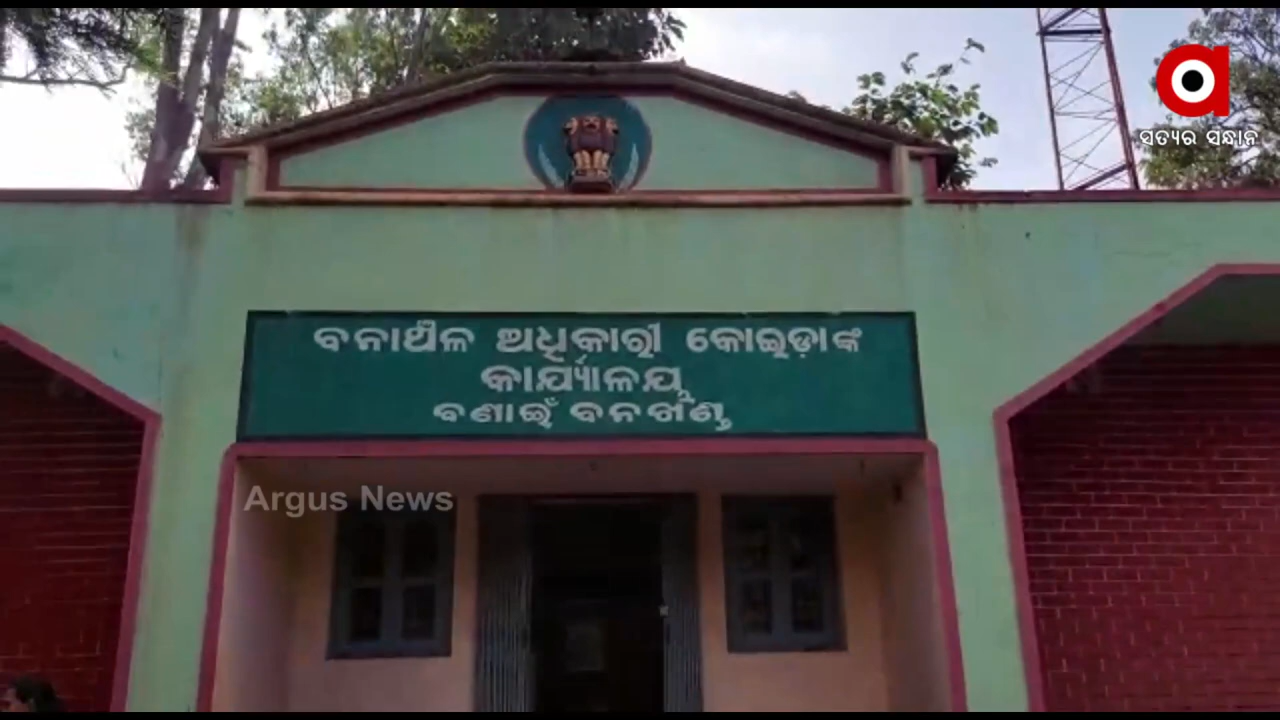 ସତ୍ୟର ସନ୍ଧାନ
ବନାଞ୍ଚଳ ଅଧିକାରୀ କୋଇଡ଼ାଙ୍କ
କାର୍ଯ୍ୟାଳୟ
ବଣାଇଁ ବନଖଣ୍ଡ
Argus News